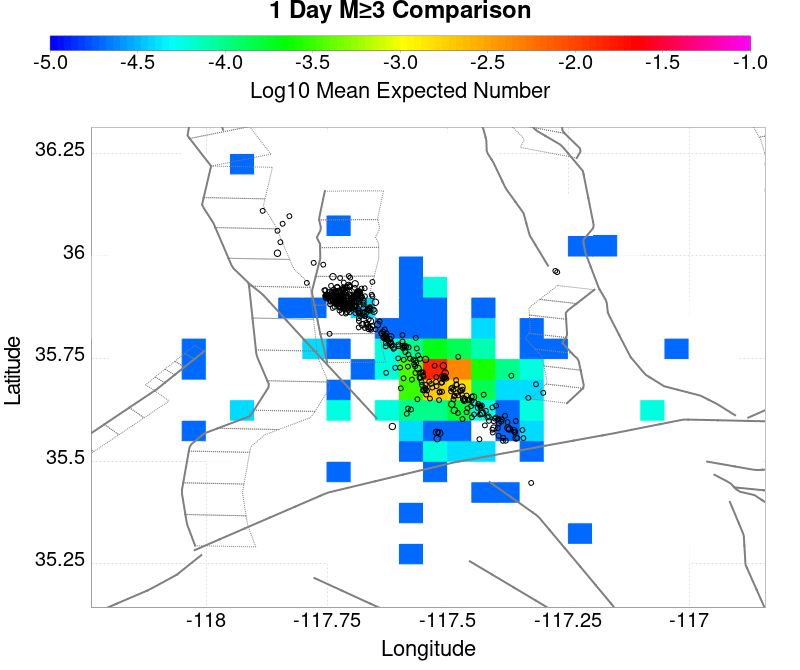 1 Day M≥3 Comparison
-5.0 -4.5 -4.0 -3.5 -3.0 -2.5 -2.0 -1.5 -1.0
Log10 Mean Expected Number
36.25
36
35.75
35.5
35.25
Latitude
-118 -117.75 -117.5 -117.25 -117
Longitude